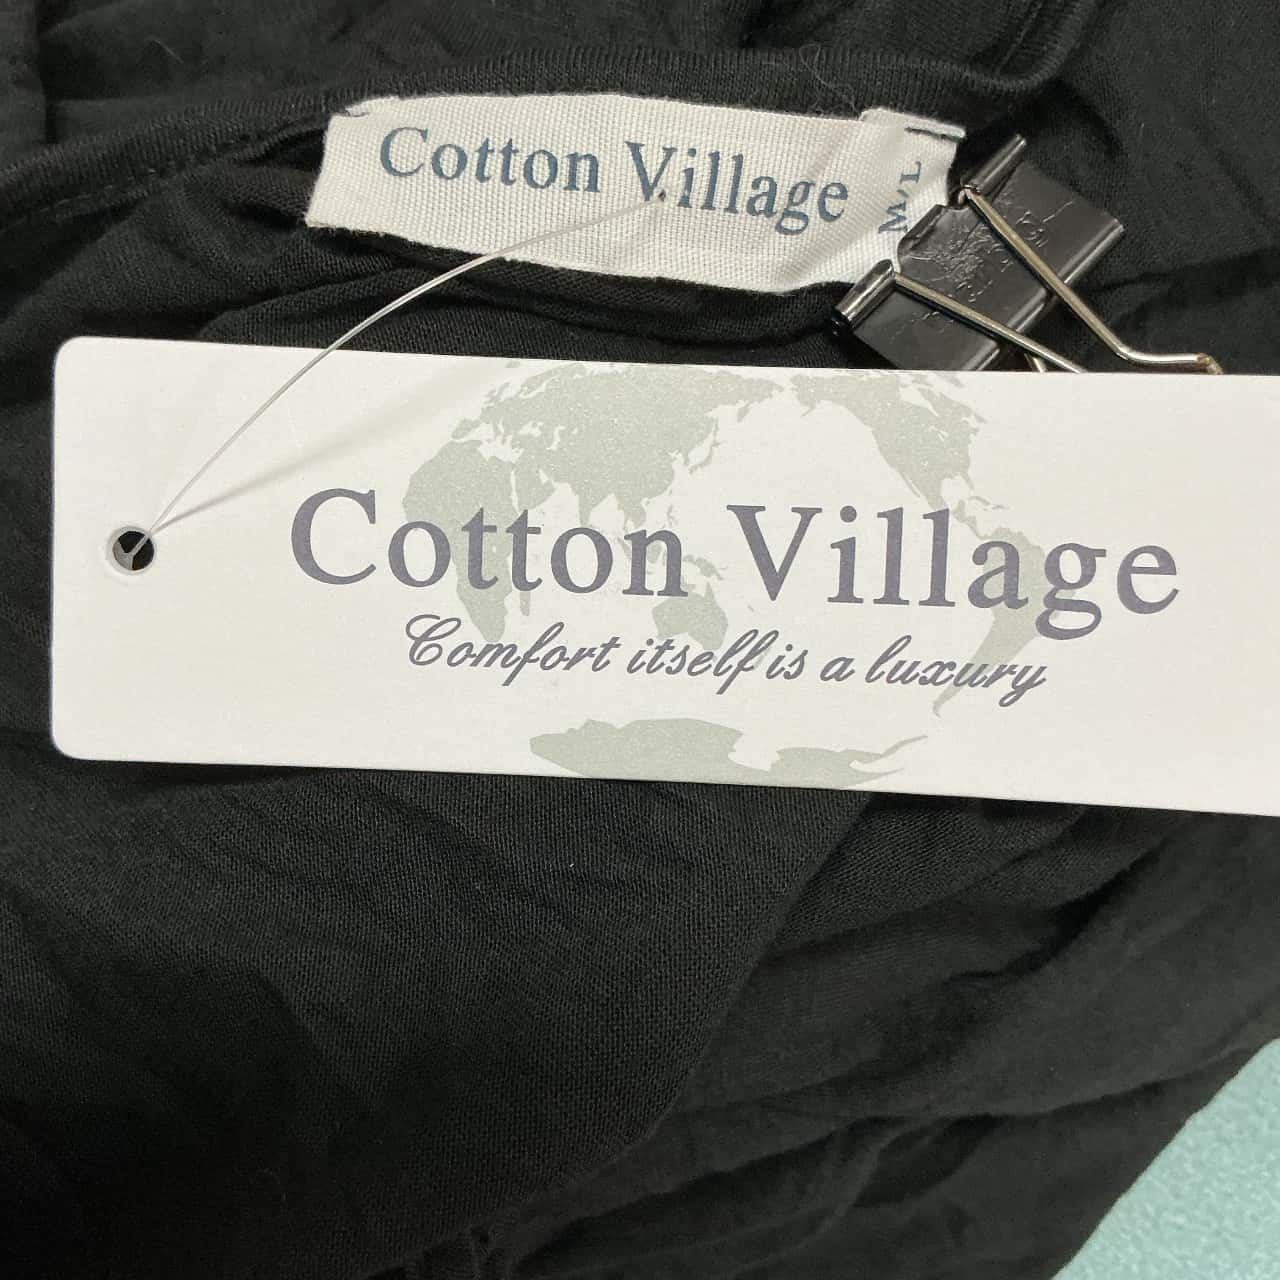 Cotton Village
M/L
Cotton Village
Comfort itself is a luxury